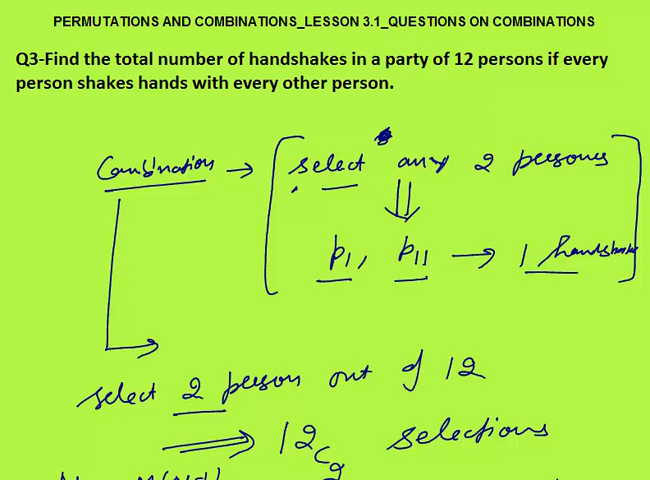 PERMUTATIONS AND COMBINATIONS_LESSON 3.1_QUESTIONS ON COMBINATIONS
Q3-Find the total number of handshakes in a party of 12 persons if every
person shakes hands with every other person.
Combination → select any 2 persons
P1, P11 → 1 handshake
select 2 person out of 12
⟹ 12c2 selections